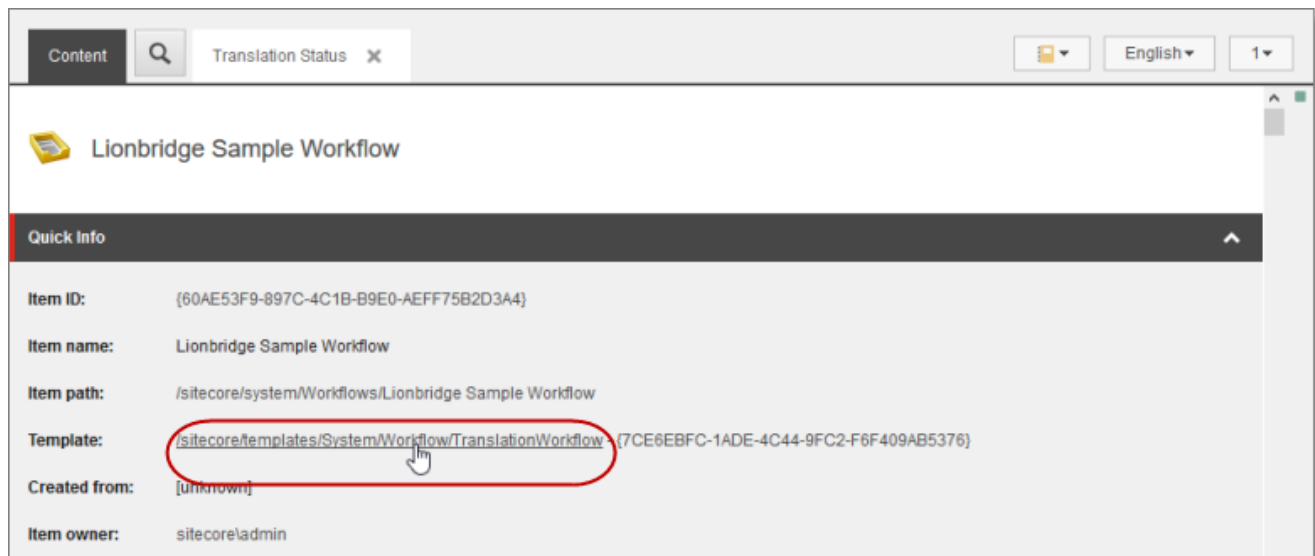 Content
Translation Status
English
1
Lionbridge Sample Workflow
Quick Info
Item ID: {60AE53F9-897C-4C1B-B9E0-AEFF75B2D3A4}
Item name: Lionbridge Sample Workflow
Item path: /sitecore/system/Workflows/Lionbridge Sample Workflow
Template: /sitecore/templates/System/Workflow/TranslationWorkflow - {7CE6EBFC-1ADE-4C44-9FC2-F6F409AB5376}
Created from: [unknown]
Item owner: sitecore\admin